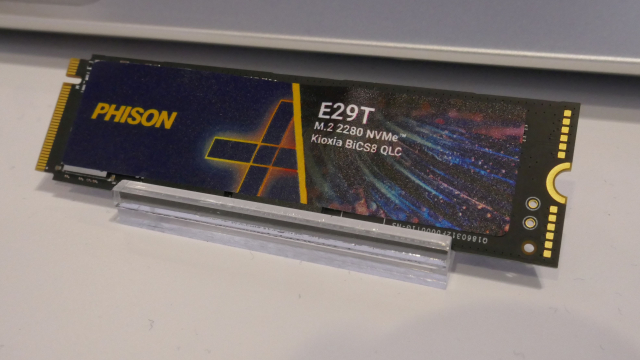 PHISON
E29T
M.2 2280 NVMe™
Kioxia BiCS8 QLC